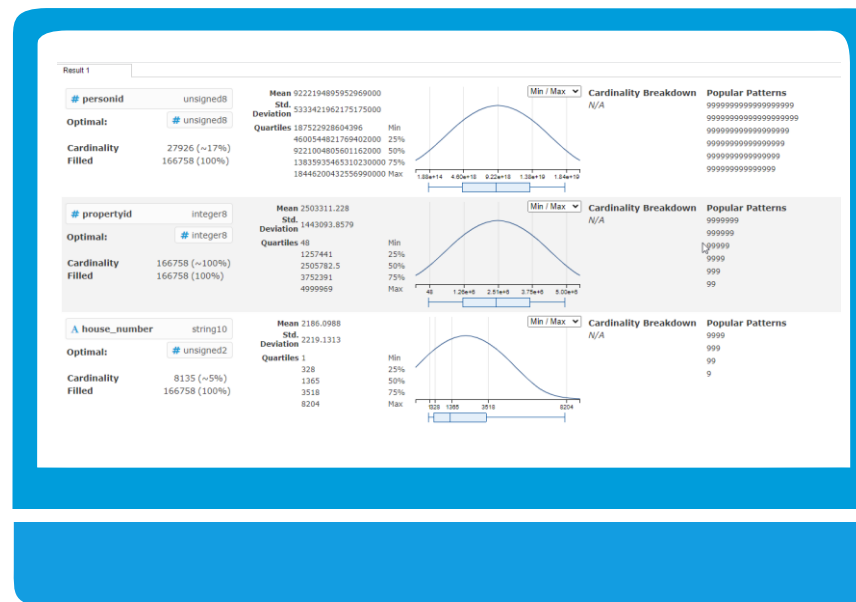 Result 1
# personid unsigned8
Optimal: # unsigned8
Cardinality 27926 (~17%)
Filled 166758 (100%)
Mean 9222194895952969000
Std. Deviation 5333421962175175000
Quartiles 187522928604396 Min
4600544821769402000 25%
9221004805601162000 50%
13835935465310230000 75%
18446200432556990000 Max
Min / Max
1.88e+14 4.60e+18 9.22e+18 1.38e+19 1.84e+19
Cardinality Breakdown
N/A
Popular Patterns
9999999999999999999
99999999999999999999
999999999999999999
99999999999999999
9999999999999999
999999999999999
# propertyid integer8
Optimal: # integer8
Cardinality 166758 (~100%)
Filled 166758 (100%)
Mean 2503311.228
Std. Deviation 1443093.8579
Quartiles 48 Min
1257441 25%
2505782.5 50%
3752391 75%
4999969 Max
Min / Max
48 1.26e+6 2.51e+6 3.75e+6 5.00e+6
Cardinality Breakdown
N/A
Popular Patterns
9999999
999999
99999
9999
999
99
A house_number string10
Optimal: # unsigned2
Cardinality 8135 (~5%)
Filled 166758 (100%)
Mean 2186.0988
Std. Deviation 2219.1313
Quartiles 1 Min
328 25%
1365 50%
3518 75%
8204 Max
Min / Max
1365 3518 8204
Cardinality Breakdown
N/A
Popular Patterns
9999
999
99
9